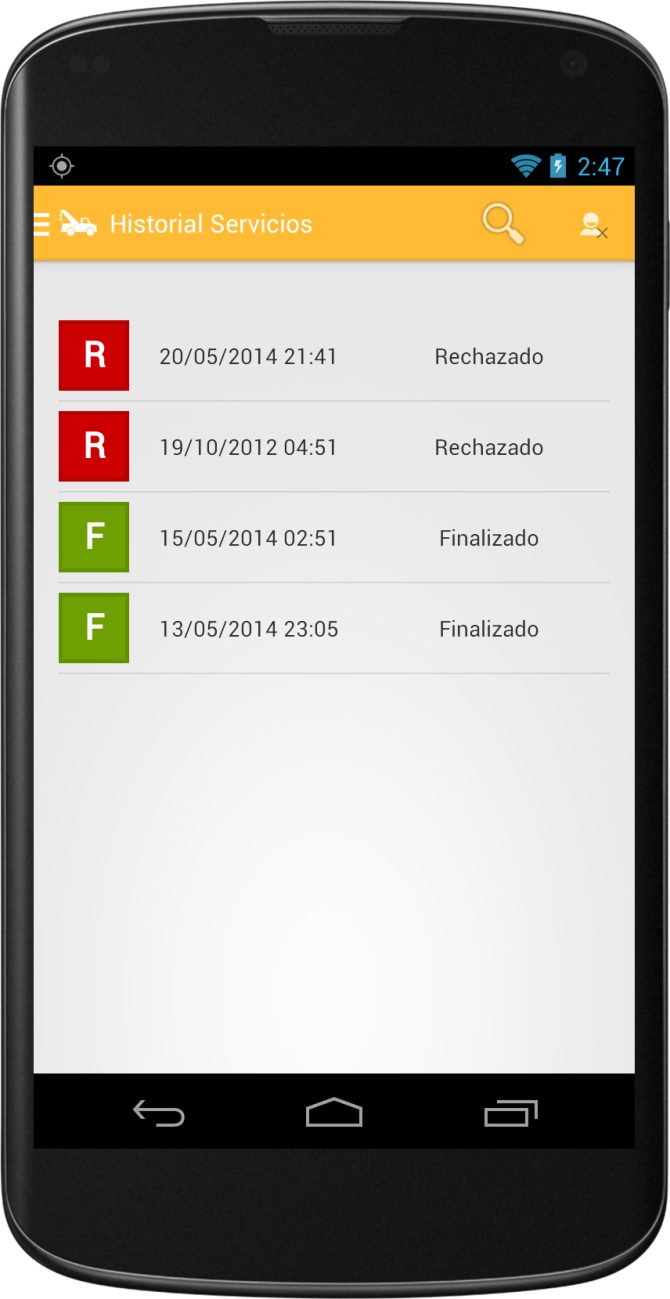 2:47
Historial Servicios
R 20/05/2014 21:41 Rechazado
R 19/10/2012 04:51 Rechazado
F 15/05/2014 02:51 Finalizado
F 13/05/2014 23:05 Finalizado